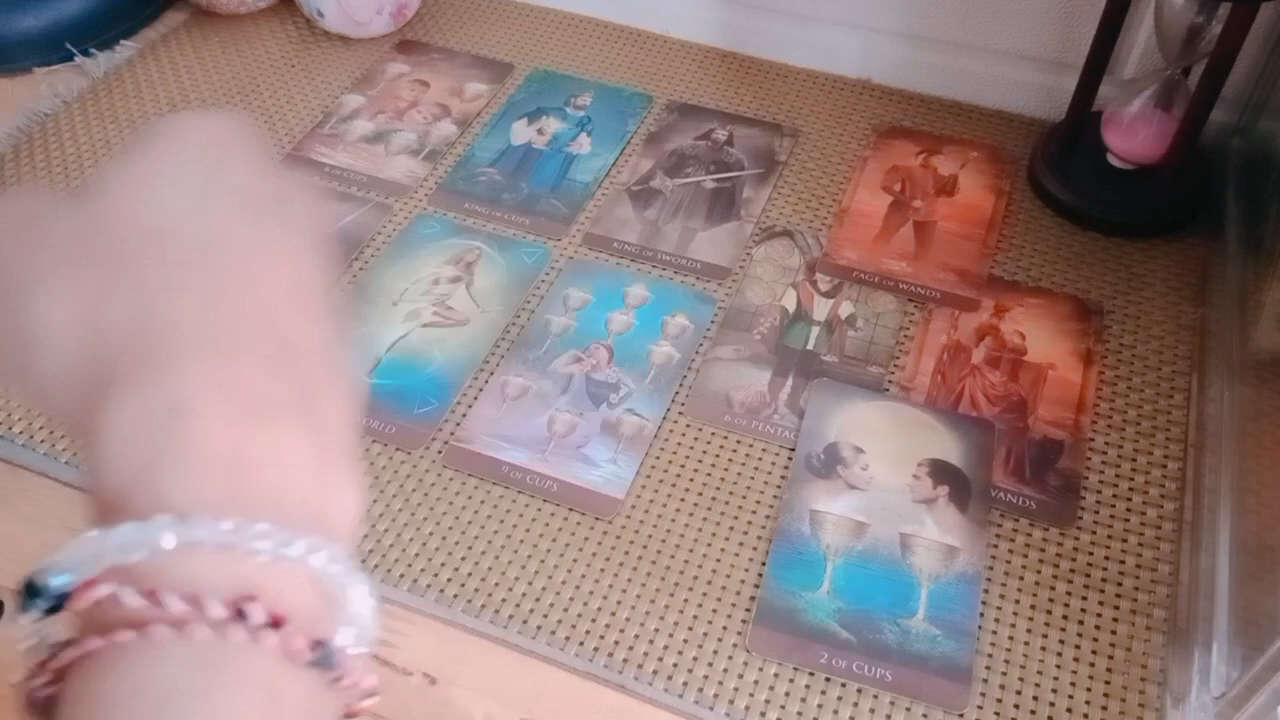 6 OF CUPS
KING OF CUPS
KING OF SWORDS
PAGE OF WANDS
ORLD
9 OF CUPS
6 OF PENTAC
WANDS
2 OF CUPS